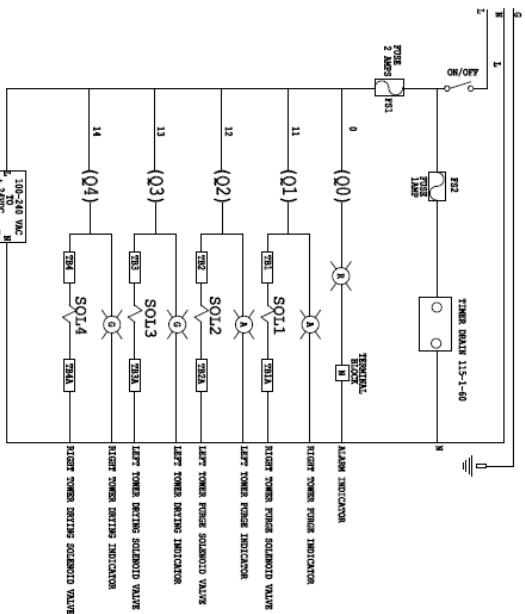 G
N
L
L
ON/OFF
FUSE
2 AMPS
FS1
FS2
FUSE
1AMP
TIMER DRAIN 115-1-60
N
0
(Q0)
R
TERMINAL
BLOCK
N
ALARM INDICATOR
11
(Q1)
A
RIGHT TOWER PURGE INDICATOR
TB1
SOL1
TB1A
RIGHT TOWER PURGE SOLENOID VALVE
12
(Q2)
A
LEFT TOWER PURGE INDICATOR
TB2
SOL2
TB2A
LEFT TOWER PURGE SOLENOID VALVE
13
(Q3)
G
LEFT TOWER DRYING INDICATOR
TB3
SOL3
TB3A
LEFT TOWER DRYING SOLENOID VALVE
14
(Q4)
G
RIGHT TOWER DRYING INDICATOR
TB4
SOL4
TB4A
RIGHT TOWER DRYING SOLENOID VALVE
L
N
100-240 VAC
TO